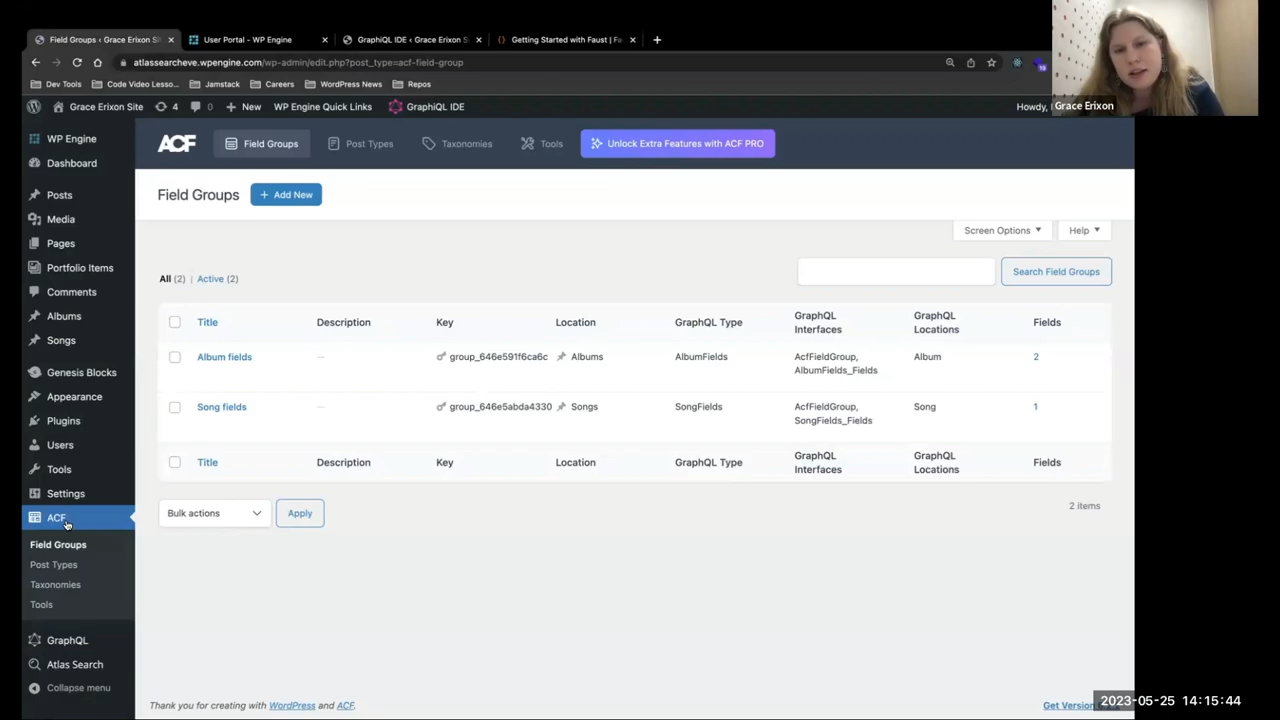 Field Groups ‹ Grace Erixon Si
User Portal - WP Engine
GraphiQL IDE ‹ Grace Erixon S
Getting Started with Faust | Fa
atlassearcheve.wpengine.com/wp-admin/edit.php?post_type=acf-field-group
Dev Tools
Code Video Lesso...
Jamstack
Careers
WordPress News
Repos
Grace Erixon Site
4
0
New
WP Engine Quick Links
GraphiQL IDE
Howdy,
Grace Erixon
WP Engine
Dashboard
Posts
Media
Pages
Portfolio Items
Comments
Albums
Songs
Genesis Blocks
Appearance
Plugins
Users
Tools
Settings
ACF
Field Groups
Post Types
Taxonomies
Tools
GraphQL
Atlas Search
Collapse menu
ACF
Field Groups
Post Types
Taxonomies
Tools
Unlock Extra Features with ACF PRO
Field Groups
+ Add New
Screen Options
Help
All (2) | Active (2)
Search Field Groups
Title Description Key Location GraphQL Type GraphQL Interfaces GraphQL Locations Fields
Album fields — group_646e591f6ca6c Albums AlbumFields AcfFieldGroup, AlbumFields_Fields Album 2
Song fields — group_646e5abda4330 Songs SongFields AcfFieldGroup, SongFields_Fields Song 1
Title Description Key Location GraphQL Type GraphQL Interfaces GraphQL Locations Fields
Bulk actions
Apply
2 items
Thank you for creating with WordPress and ACF.
Get Version
2023-05-25 14:15:44